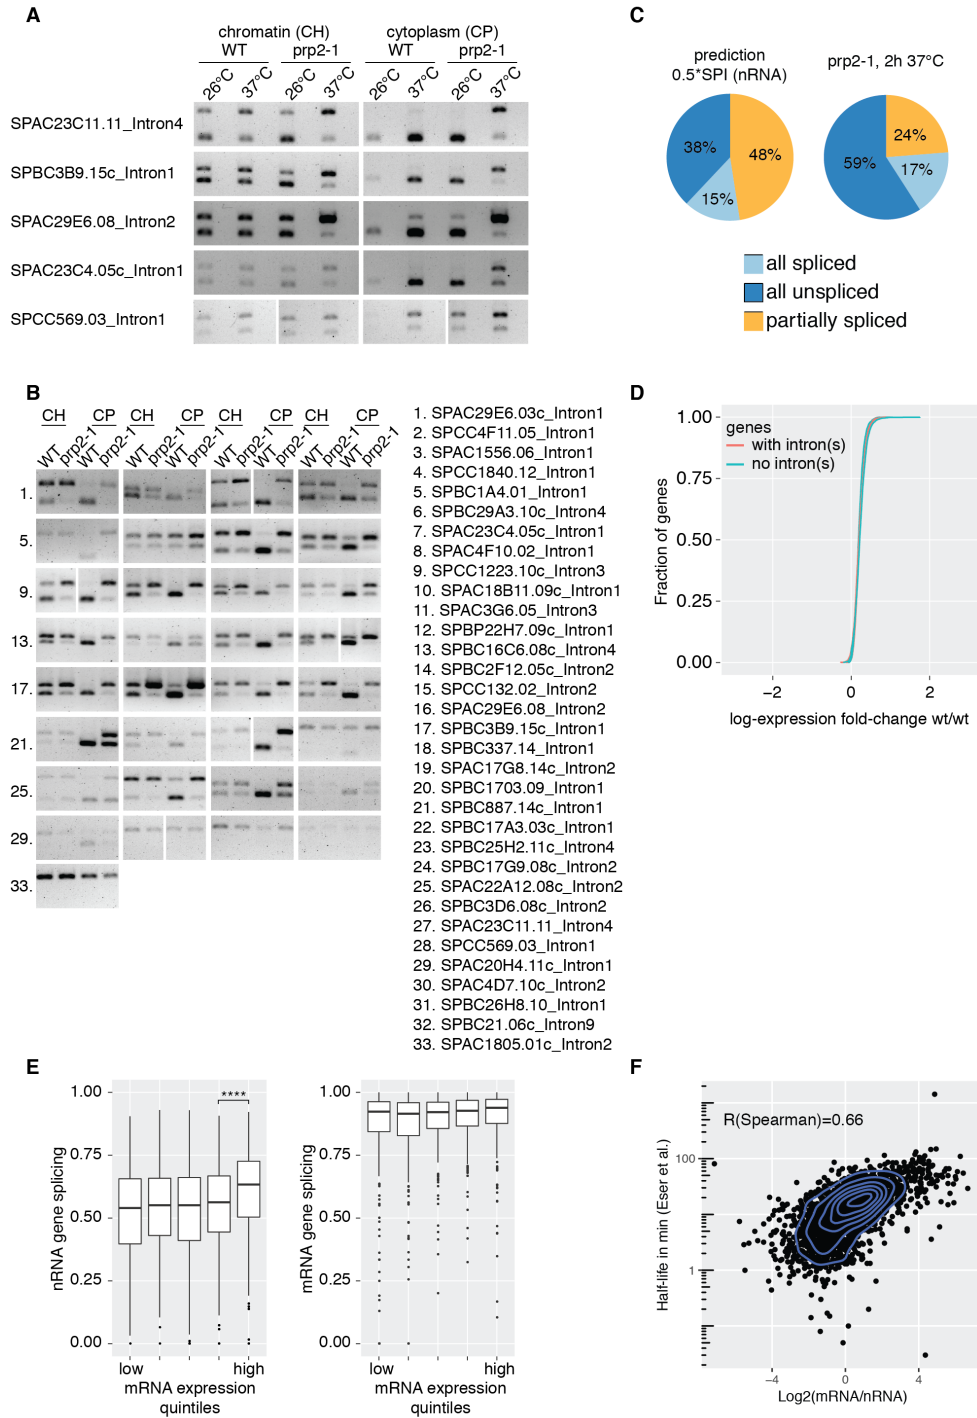 A
chromatin (CH)
cytoplasm (CP)
WT
prp2-1
WT
prp2-1
26°C
37°C
26°C
37°C
26°C
37°C
26°C
37°C
SPAC23C11.11_Intron4
SPBC3B9.15c_Intron1
SPAC29E6.08_Intron2
SPAC23C4.05c_Intron1
SPCC569.03_Intron1
C
prediction
0.5*SPI (nRNA)
prp2-1, 2h 37°C
38%
48%
15%
24%
59%
17%
all spliced
all unspliced
partially spliced
B
CH
CP
CH
CP
CH
CP
CH
CP
WT
prp2-1
WT
prp2-1
WT
prp2-1
WT
prp2-1
WT
prp2-1
WT
prp2-1
WT
prp2-1
WT
prp2-1
1.
5.
9.
13.
17.
21.
25.
29.
33.
1. SPAC29E6.03c_Intron1
2. SPCC4F11.05_Intron1
3. SPAC1556.06_Intron1
4. SPCC1840.12_Intron1
5. SPBC1A4.01_Intron1
6. SPBC29A3.10c_Intron4
7. SPAC23C4.05c_Intron1
8. SPAC4F10.02_Intron1
9. SPCC1223.10c_Intron3
10. SPAC18B11.09c_Intron1
11. SPAC3G6.05_Intron3
12. SPBP22H7.09c_Intron1
13. SPBC16C6.08c_Intron4
14. SPBC2F12.05c_Intron2
15. SPCC132.02_Intron2
16. SPAC29E6.08_Intron2
17. SPBC3B9.15c_Intron1
18. SPBC337.14_Intron1
19. SPAC17G8.14c_Intron2
20. SPBC1703.09_Intron1
21. SPBC887.14c_Intron1
22. SPBC17A3.03c_Intron1
23. SPBC25H2.11c_Intron4
24. SPBC17G9.08c_Intron2
25. SPAC22A12.08c_Intron2
26. SPBC3D6.08c_Intron2
27. SPAC23C11.11_Intron4
28. SPCC569.03_Intron1
29. SPAC20H4.11c_Intron1
30. SPAC4D7.10c_Intron2
31. SPBC26H8.10_Intron1
32. SPBC21.06c_Intron9
33. SPAC1805.01c_Intron2
D
Fraction of genes
1.00
0.75
0.50
0.25
0.00
genes
with intron(s)
no intron(s)
−2
0
2
log-expression fold-change wt/wt
E
nRNA gene splicing
1.00
0.75
0.50
0.25
0.00
****
low
high
mRNA expression
quintiles
mRNA gene splicing
1.00
0.75
0.50
0.25
0.00
low
high
mRNA expression
quintiles
F
R(Spearman)=0.66
Half-life in min (Eser et al.)
100
1
−4
0
4
Log2(mRNA/nRNA)